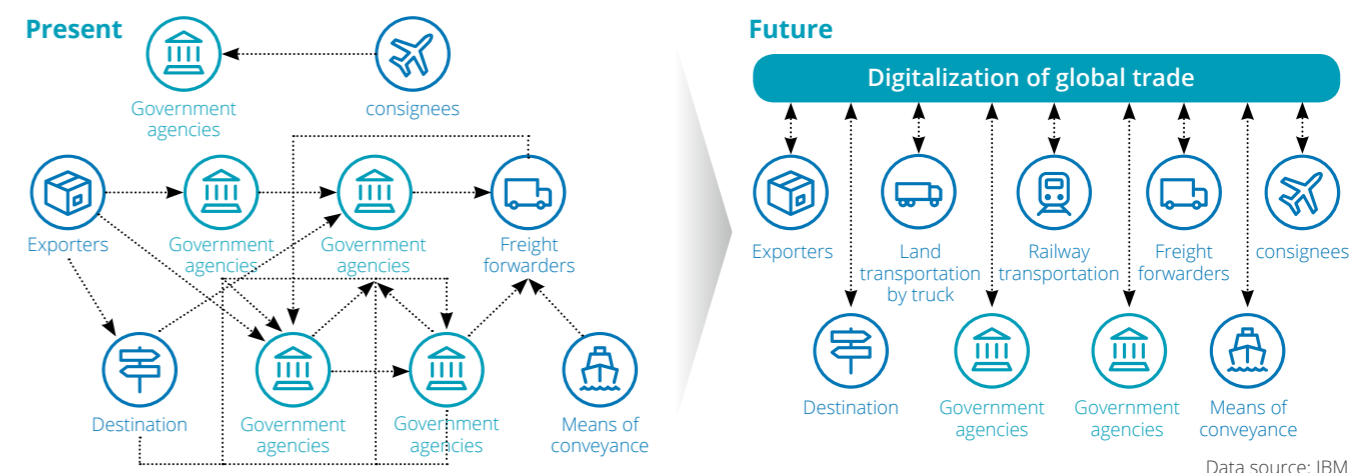 Present
Government
agencies
consignees
Exporters
Government
agencies
Government
agencies
Freight
forwarders
Destination
Government
agencies
Government
agencies
Means of
conveyance
Future
Digitalization of global trade
Exporters
Land
transportation
by truck
Railway
transportation
Freight
forwarders
consignees
Destination
Government
agencies
Government
agencies
Means of
conveyance
Data source: IBM